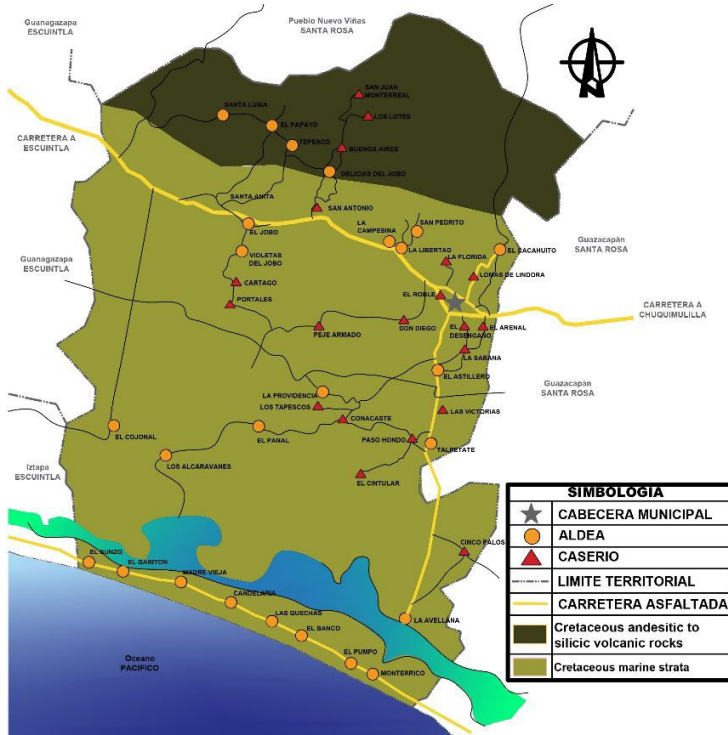 Guanagazapa
ESCUINTLA
Pueblo Nuevo Viñas
SANTA ROSA
SAN JUAN
MONTERREAL
SANTA LUISA
LOS LOTES
EL PAPAYO
TEPEACO
CARRETERA A
ESCUINTLA
BUENOS AIRES
DELICIAS DEL JOBO
SANTA ANITA
SAN ANTONIO
LA
CAMPESINA
SAN PEDRITO
EL JOBO
Guazacapán
SANTA ROSA
LA LIBERTAD
EL CACAHUITO
VIOLETAS
DEL JOBO
LA FLORIDA
Guanagazapa
ESCUINTLA
LOMAS DE LINDORA
CARTAGO
EL ROBLE
PORTALES
CARRETERA A
CHUQUIMULILLA
PEJE ARMADO
DON DIEGO
EL
DESENGAÑO
EL ARENAL
LA SABANA
EL ASTILLERO
Guazacapán
SANTA ROSA
LA PROVIDENCIA
LOS TAPESCOS
LAS VICTORIAS
CONACASTE
EL COJONAL
EL PANAL
PASO HONDO
TALPETATE
LOS ALCARAVANES
Iztapa
ESCUINTLA
EL CINTULAR
SIMBOLOGIA
CABECERA MUNICIPAL
ALDEA
CASERIO
LIMITE TERRITORIAL
CARRETERA ASFALTADA
Cretaceous andesitic to
silicic volcanic rocks
Cretaceous marine strata
CINCO PALOS
EL SUNZO
EL GARITON
MADRE VIEJA
CANDELARIA
LAS QUECHAS
LA AVELLANA
EL BANCO
Oceano
PACIFICO
EL PUMPO
MONTERRICO